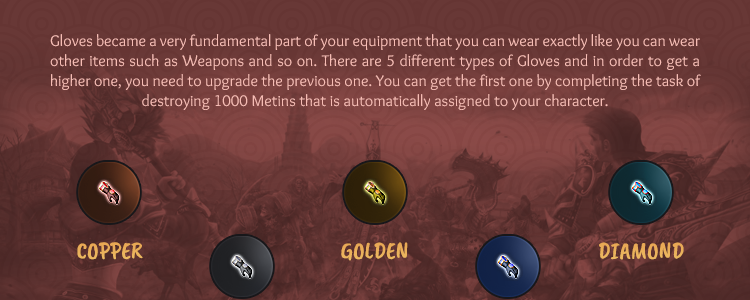 Gloves became a very fundamental part of your equipment that you can wear exactly like you can wear
other items such as Weapons and so on. There are 5 different types of Gloves and in order to get a
higher one, you need to upgrade the previous one. You can get the first one by completing the task of
destroying 1000 Metins that is automatically assigned to your character.
COPPER
GOLDEN
DIAMOND